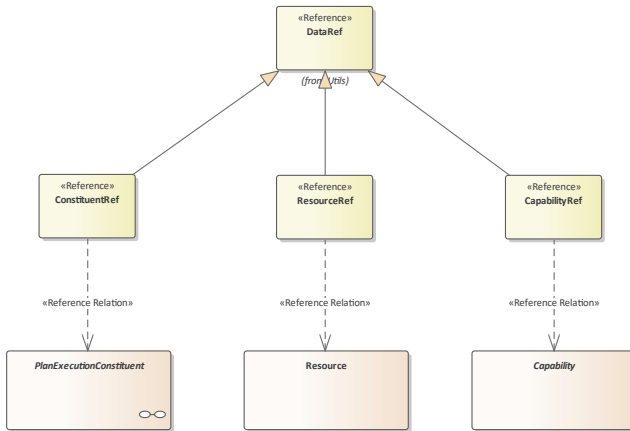 «Reference»
DataRef
(from Utils)
«Reference»
ConstituentRef
«Reference»
ResourceRef
«Reference»
CapabilityRef
«Reference Relation»
«Reference Relation»
«Reference Relation»
PlanExecutionConstituent
Resource
Capability